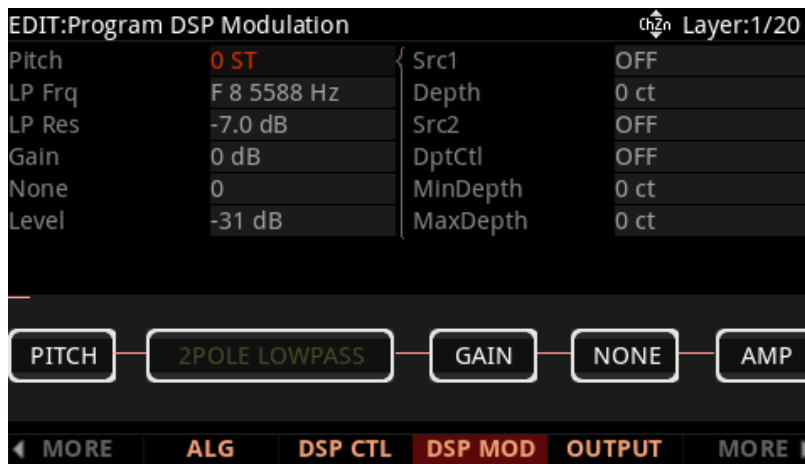 EDIT:Program DSP Modulation ChZn Layer:1/20
Pitch 0 ST Src1 OFF
LP Frq F 8 5588 Hz Depth 0 ct
LP Res -7.0 dB Src2 OFF
Gain 0 dB DptCtl OFF
None 0 MinDepth 0 ct
Level -31 dB MaxDepth 0 ct
PITCH 2POLE LOWPASS GAIN NONE AMP
MORE ALG DSP CTL DSP MOD OUTPUT MORE